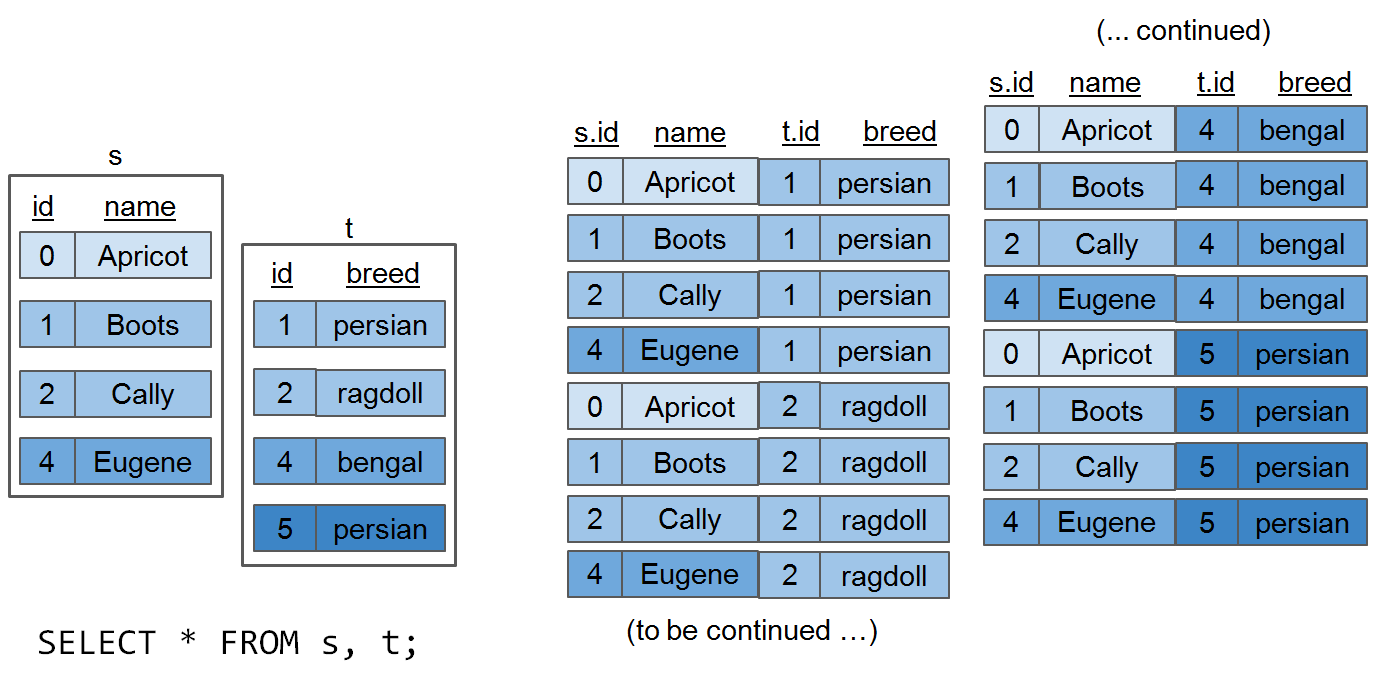 s
id name
0 Apricot
1 Boots
2 Cally
4 Eugene
t
id breed
1 persian
2 ragdoll
4 bengal
5 persian
SELECT * FROM s, t;
s.id name t.id breed
0 Apricot 1 persian
1 Boots 1 persian
2 Cally 1 persian
4 Eugene 1 persian
0 Apricot 2 ragdoll
1 Boots 2 ragdoll
2 Cally 2 ragdoll
4 Eugene 2 ragdoll
(to be continued …)
(... continued)
s.id name t.id breed
0 Apricot 4 bengal
1 Boots 4 bengal
2 Cally 4 bengal
4 Eugene 4 bengal
0 Apricot 5 persian
1 Boots 5 persian
2 Cally 5 persian
4 Eugene 5 persian